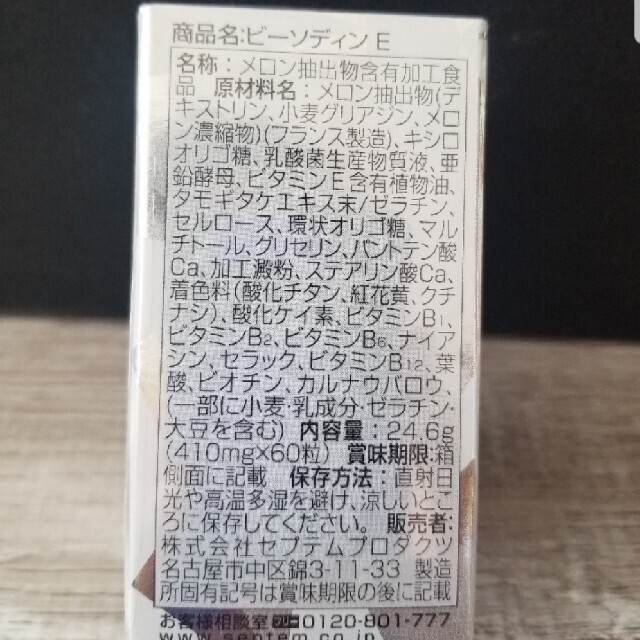 商品名:ビーソディンE
名称：メロン抽出物含有加工食
品　原材料名：メロン抽出物(デ
キストリン、小麦グリアジン、メロ
ン濃縮物)(フランス製造)、キシロ
オリゴ糖、乳酸菌生産物質液、亜
鉛酵母、ビタミンE含有植物油、
タモギタケエキス末/ゼラチン、
セルロース、環状オリゴ糖、マル
チトール、グリセリン、パントテン酸
Ca、加工澱粉、ステアリン酸Ca、
着色料(酸化チタン、紅花黄、クチ
ナシ)、酸化ケイ素、ビタミンB1、
ビタミンB2、ビタミンB6、ナイア
シン、セラック、ビタミンB12、葉
酸、ビオチン、カルナウバロウ、
(一部に小麦・乳成分・ゼラチン・
大豆を含む)　内容量：24.6g
(410mg×60粒)　賞味期限:箱
側面に記載　保存方法：直射日
光や高温多湿を避け、涼しいとこ
ろに保存してください。　販売者:
株式会社セプテムプロダクツ
名古屋市中区錦3-11-33　製造
所固有記号は賞味期限の後に記載
お客様相談室 0120-801-777
www.septem.co.jp